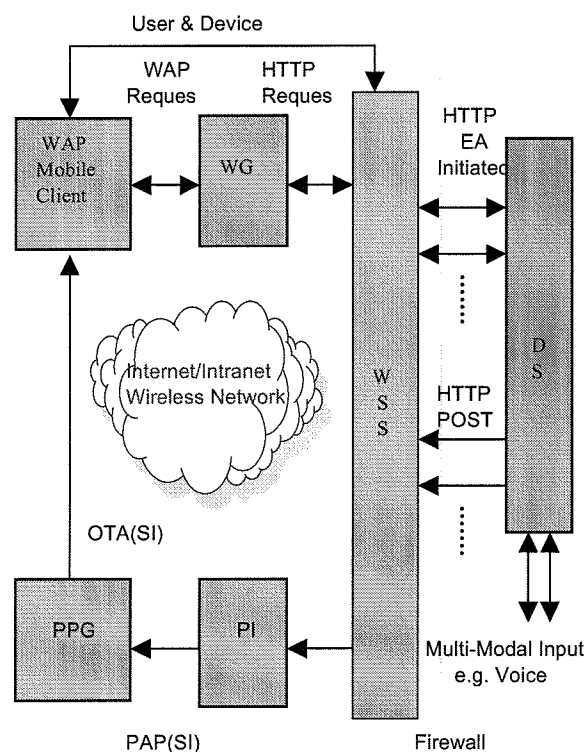 User & Device
WAP
Reques
HTTP
Reques
HTTP
EA
Initiated
WAP
Mobile
Client
WG
Internet/Intranet
Wireless Network
W
S
S
D
S
HTTP
POST
OTA(SI)
PPG
PI
Multi-Modal Input
e.g. Voice
PAP(SI)
Firewall